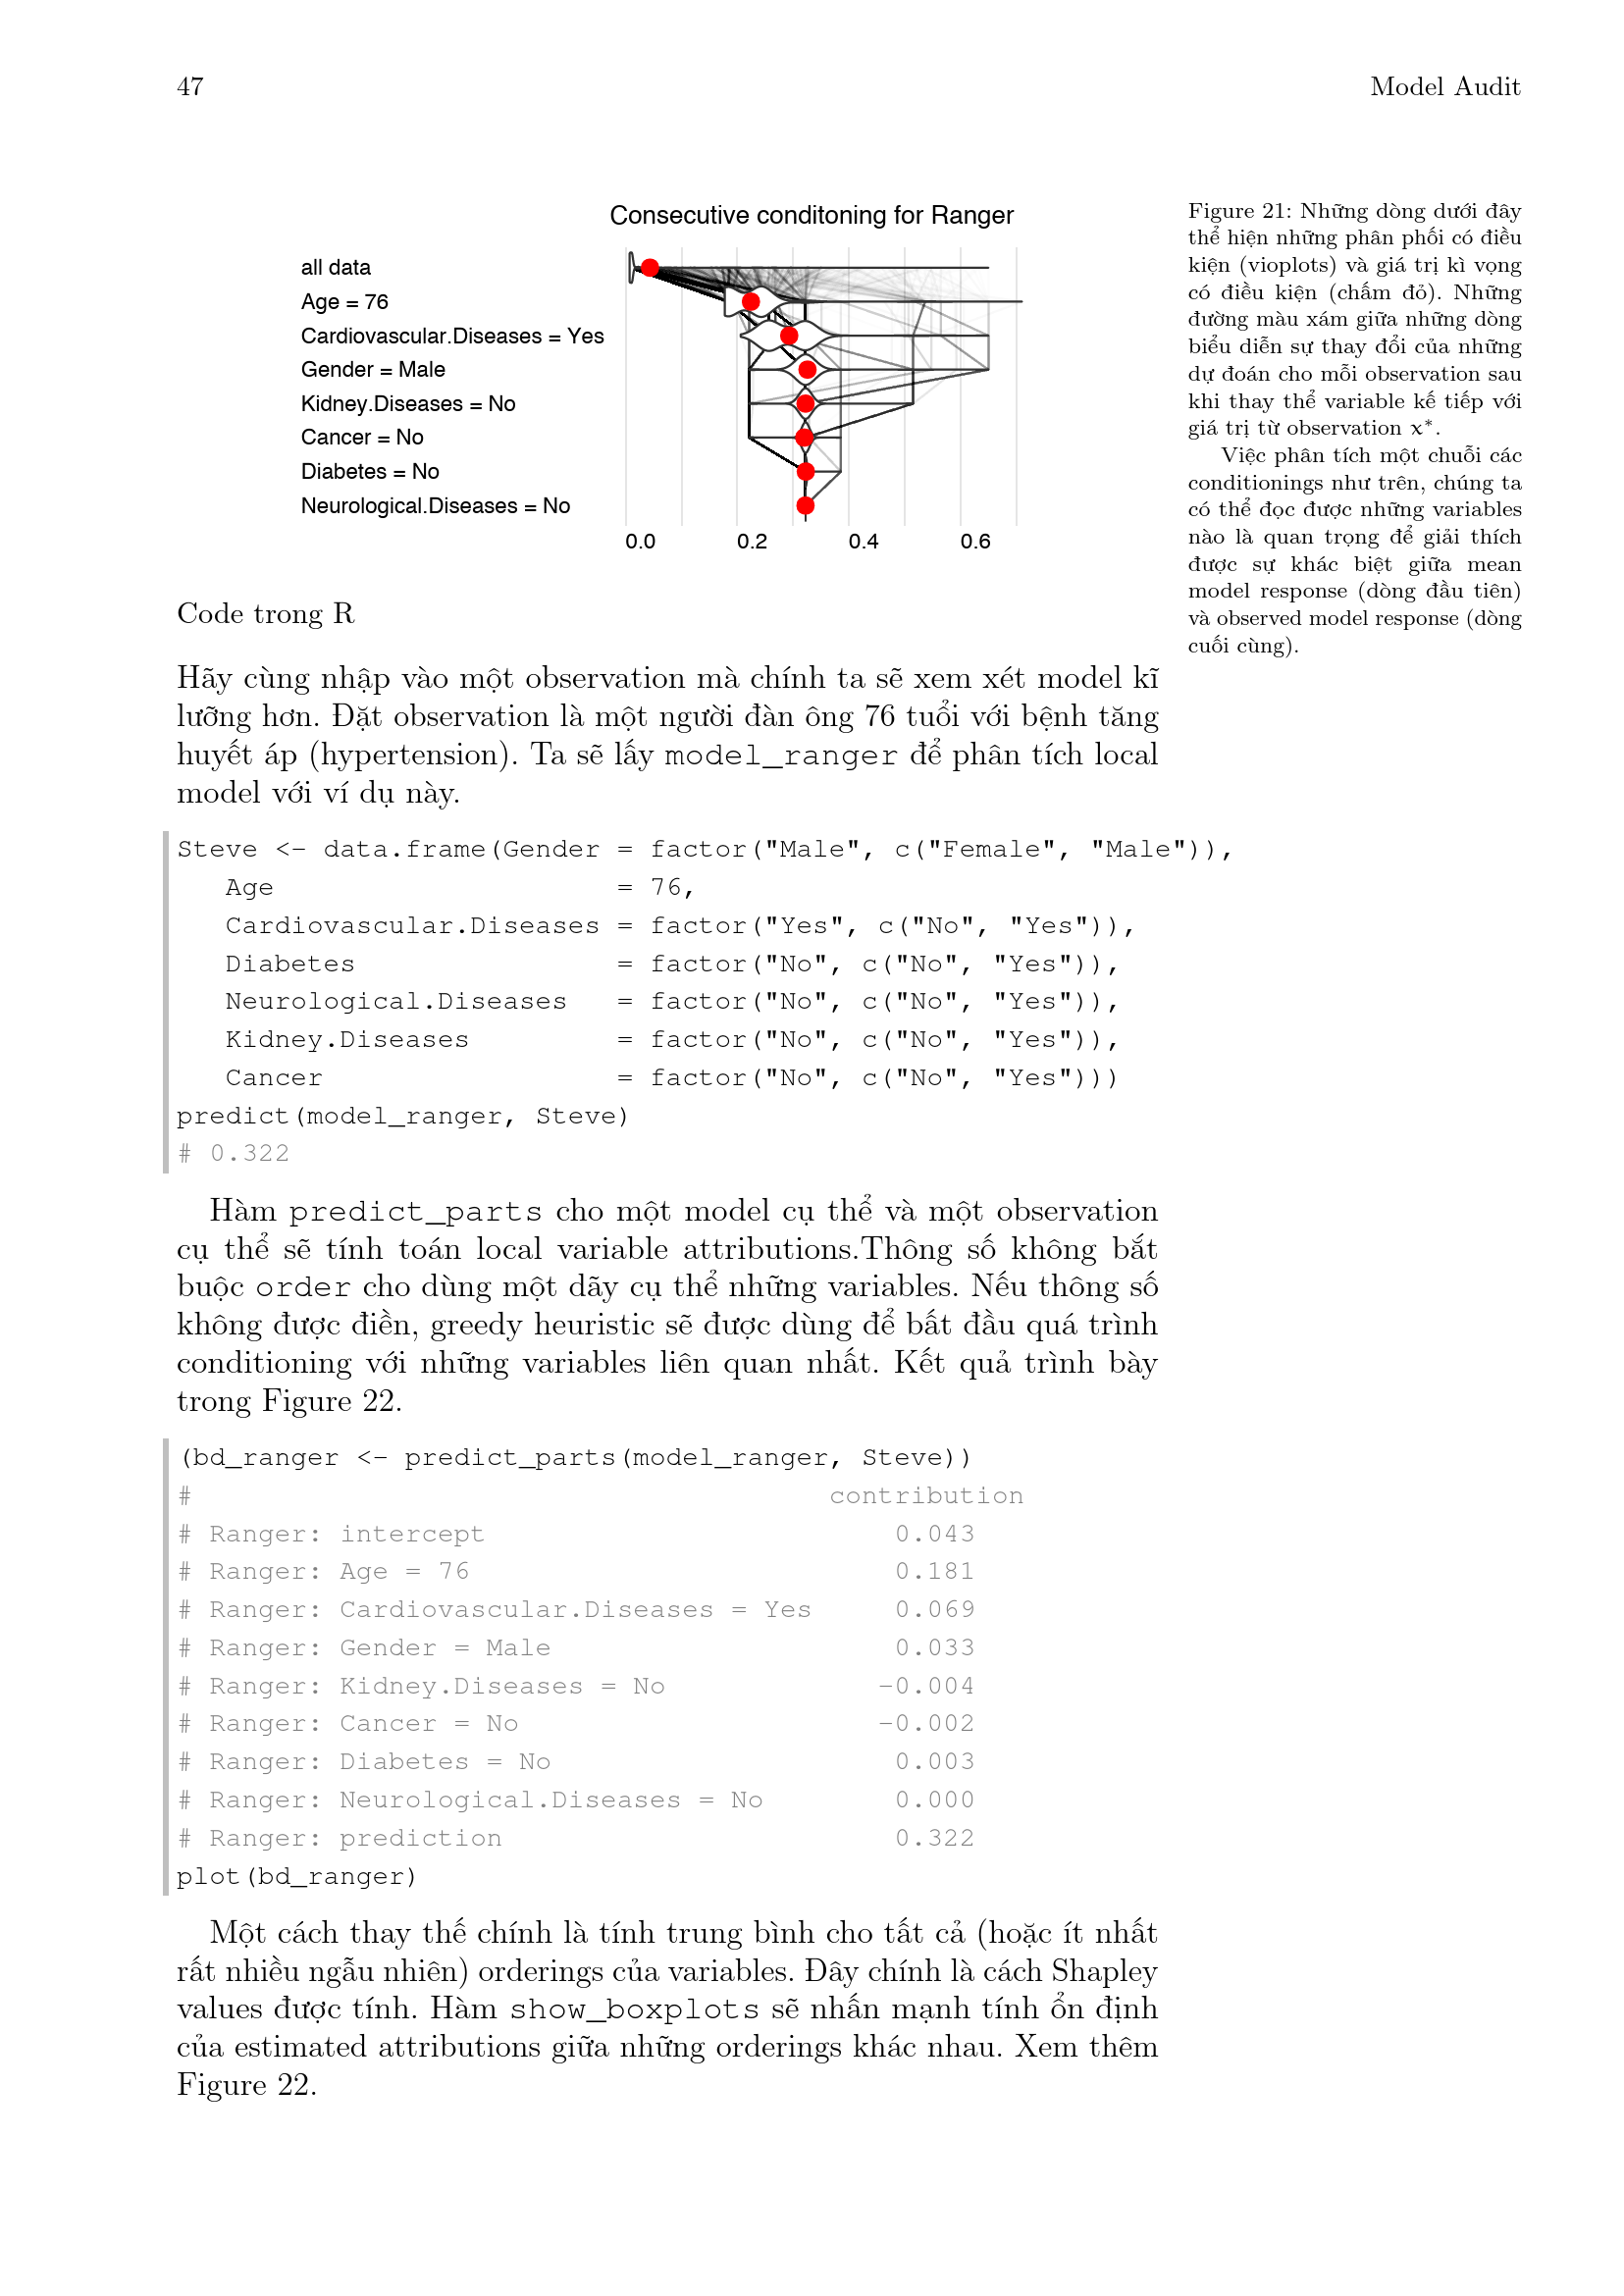 47
Model Audit
Consecutive conditoning for Ranger
all data
Age = 76
Cardiovascular.Diseases = Yes
Gender = Male
Kidney.Diseases = No
Cancer = No
Diabetes = No
Neurological.Diseases = No
0.0 0.2 0.4 0.6
Figure 21: Những dòng dưới đây
thể hiện những phân phối có điều
kiện (vioplots) và giá trị kì vọng
có điều kiện (chấm đỏ). Những
đường màu xám giữa những dòng
biểu diễn sự thay đổi của những
dự đoán cho mỗi observation sau
khi thay thế variable kế tiếp với
giá trị từ observation x*.
Việc phân tích một chuỗi các
conditionings như trên, chúng ta
có thể đọc được những variables
nào là quan trọng để giải thích
được sự khác biệt giữa mean
model response (dòng đầu tiên)
và observed model response (dòng
cuối cùng).
Code trong R
Hãy cùng nhập vào một observation mà chính ta sẽ xem xét model kĩ
lưỡng hơn. Đặt observation là một người đàn ông 76 tuổi với bệnh tăng
huyết áp (hypertension). Ta sẽ lấy model_ranger để phân tích local
model với ví dụ này.
Steve <- data.frame(Gender = factor("Male", c("Female", "Male")),
   Age                     = 76,
   Cardiovascular.Diseases = factor("Yes", c("No", "Yes")),
   Diabetes                = factor("No", c("No", "Yes")),
   Neurological.Diseases   = factor("No", c("No", "Yes")),
   Kidney.Diseases         = factor("No", c("No", "Yes")),
   Cancer                  = factor("No", c("No", "Yes")))
predict(model_ranger, Steve)
# 0.322
Hàm predict_parts cho một model cụ thể và một observation
cụ thể sẽ tính toán local variable attributions.Thông số không bắt
buộc order cho dùng một dãy cụ thể những variables. Nếu thông số
không được điền, greedy heuristic sẽ được dùng để bất đầu quá trình
conditioning với những variables liên quan nhất. Kết quả trình bày
trong Figure 22.
(bd_ranger <- predict_parts(model_ranger, Steve))
#                                       contribution
# Ranger: intercept                         0.043
# Ranger: Age = 76                          0.181
# Ranger: Cardiovascular.Diseases = Yes     0.069
# Ranger: Gender = Male                     0.033
# Ranger: Kidney.Diseases = No             -0.004
# Ranger: Cancer = No                      -0.002
# Ranger: Diabetes = No                     0.003
# Ranger: Neurological.Diseases = No        0.000
# Ranger: prediction                        0.322
plot(bd_ranger)
Một cách thay thế chính là tính trung bình cho tất cả (hoặc ít nhất
rất nhiều ngẫu nhiên) orderings của variables. Đây chính là cách Shapley
values được tính. Hàm show_boxplots sẽ nhấn mạnh tính ổn định
của estimated attributions giữa những orderings khác nhau. Xem thêm
Figure 22.